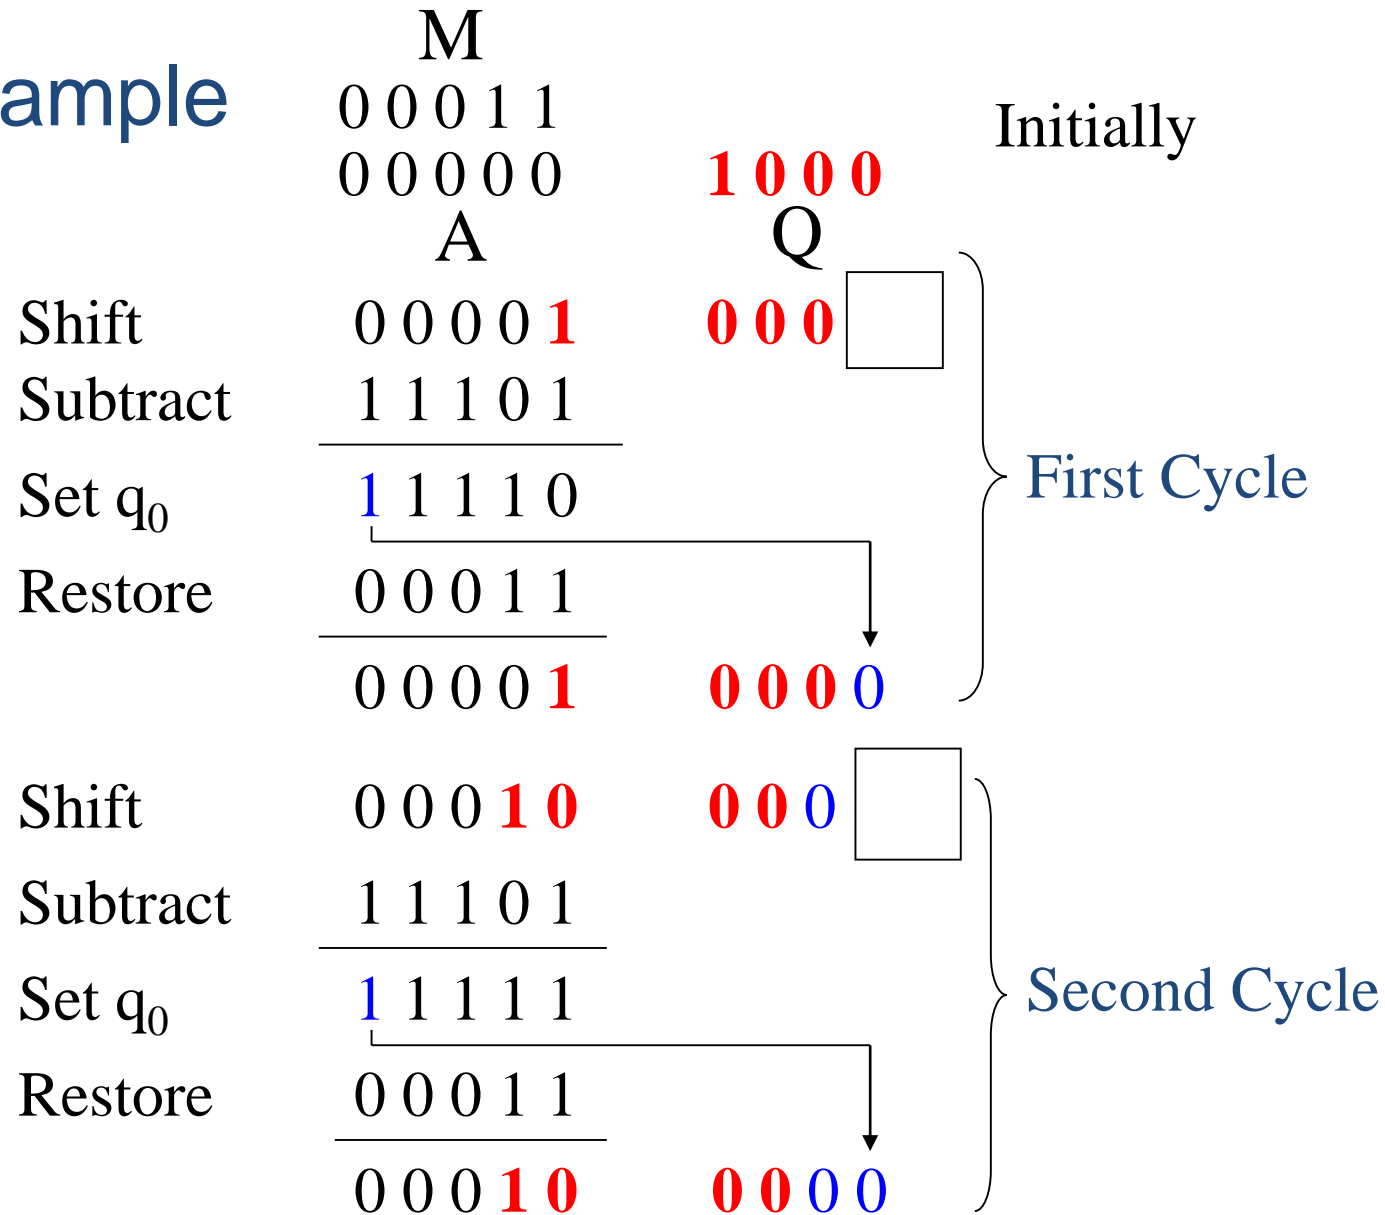 M
ample
0 0 0 1 1
Initially
0 0 0 0 0 1 0 0 0
A Q
Shift 0 0 0 0 1 0 0 0
Subtract 1 1 1 0 1
First Cycle
Set q0 1 1 1 1 0
Restore 0 0 0 1 1
0 0 0 0 1 0 0 0 0
Shift 0 0 0 1 0 0 0 0
Subtract 1 1 1 0 1
Set q0 1 1 1 1 1
Second Cycle
Restore 0 0 0 1 1
0 0 0 1 0 0 0 0 0